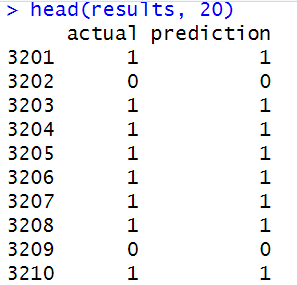 > head(results, 20)
actual prediction
3201 1 1
3202 0 0
3203 1 1
3204 1 1
3205 1 1
3206 1 1
3207 1 1
3208 1 1
3209 0 0
3210 1 1